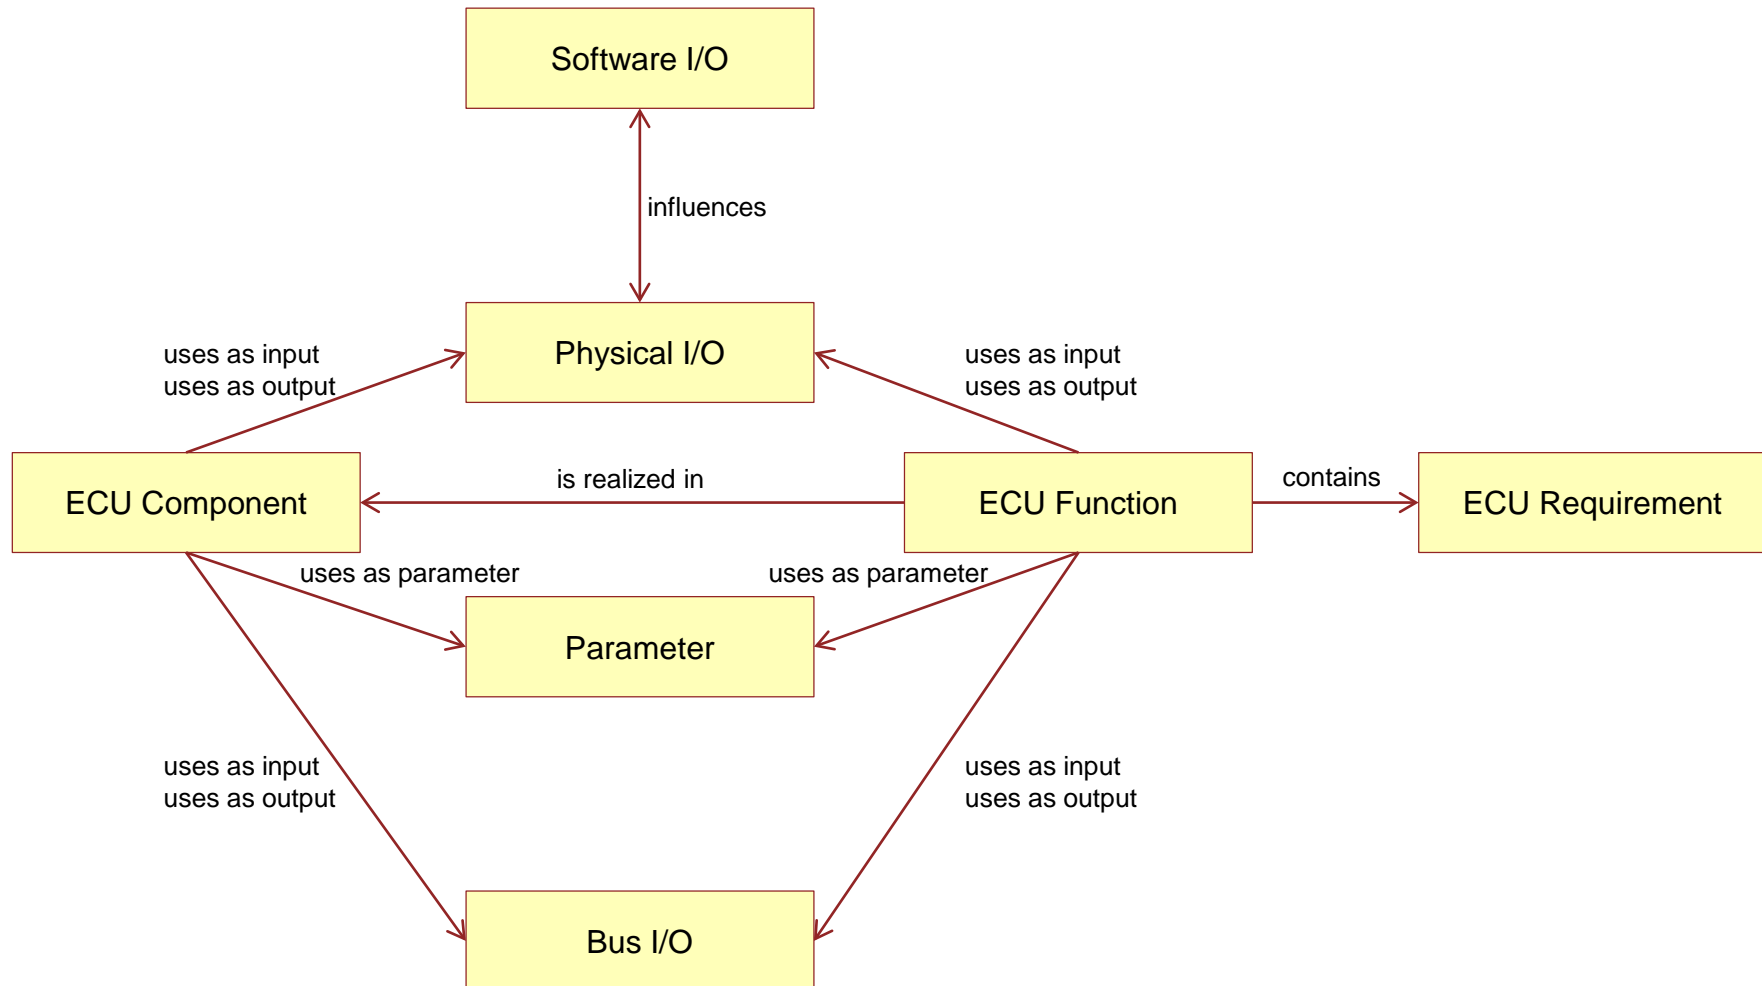 Software I/O
influences
Physical I/O
uses as input
uses as output
uses as input
uses as output
ECU Component
is realized in
ECU Function
contains
ECU Requirement
uses as parameter
uses as parameter
Parameter
uses as input
uses as output
uses as input
uses as output
Bus I/O